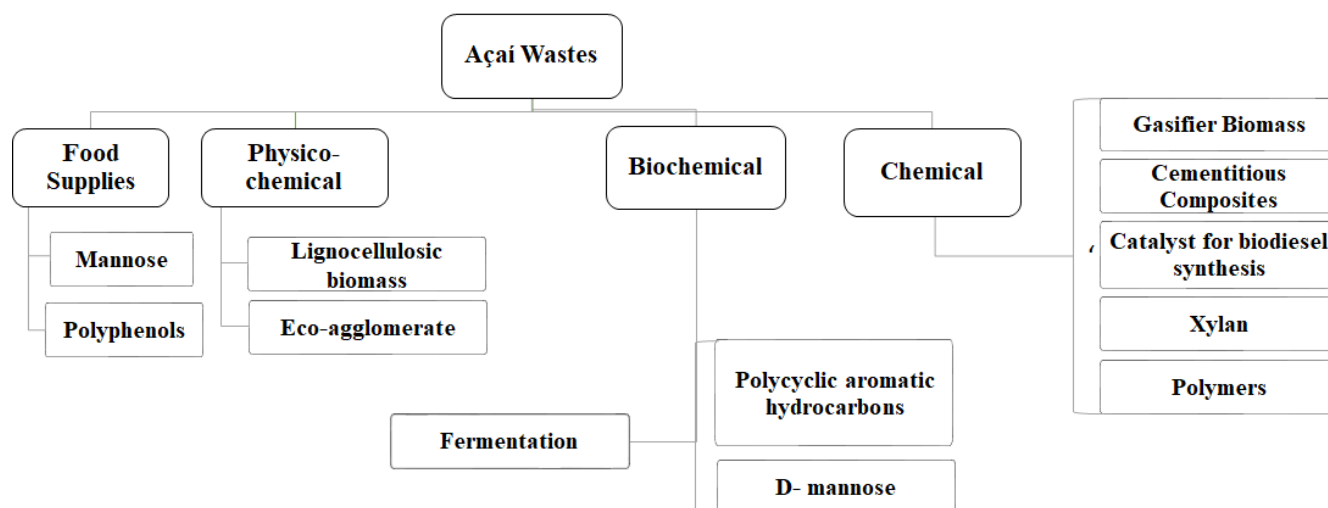 Açaí Wastes
Food
Supplies
Physico-
chemical
Biochemical
Chemical
Mannose
Polyphenols
Lignocellulosic
biomass
Eco-agglomerate
Fermentation
Polycyclic aromatic
hydrocarbons
D- mannose
Gasifier Biomass
Cementitious
Composites
‘
Catalyst for biodiesel
synthesis
Xylan
Polymers